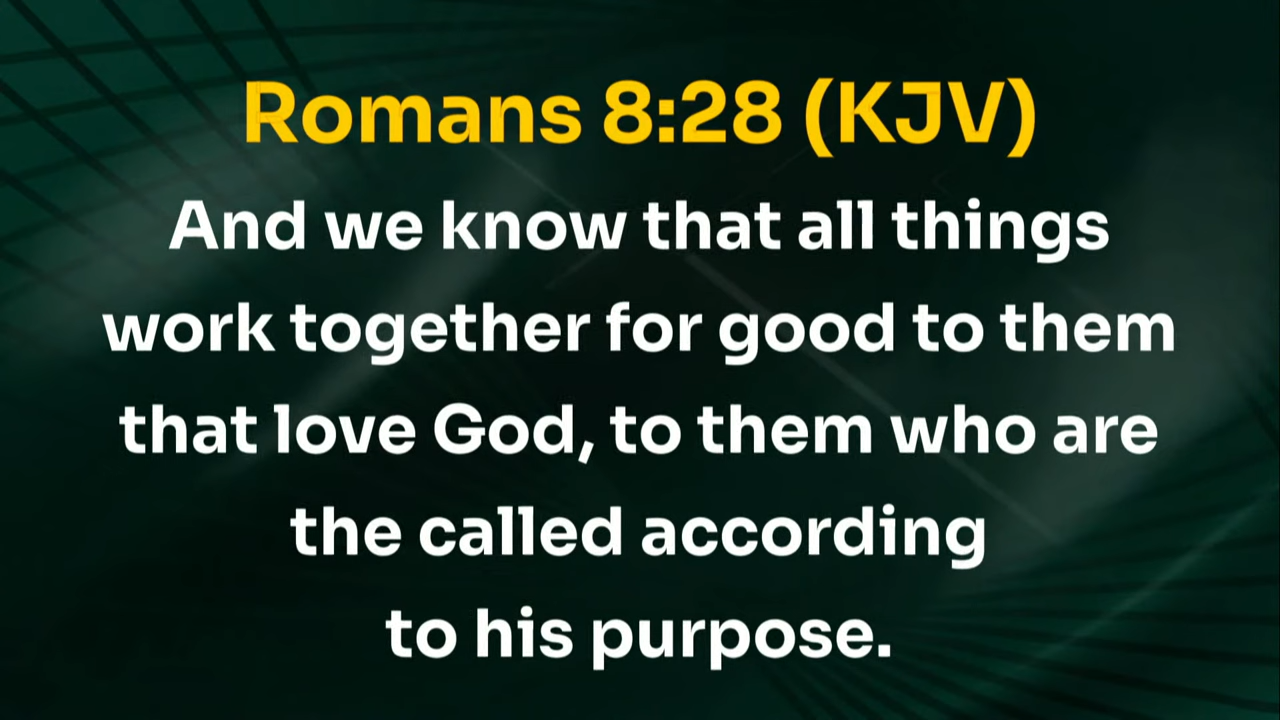 Romans 8:28 (KJV)
And we know that all things
work together for good to them
that love God, to them who are
the called according
to his purpose.